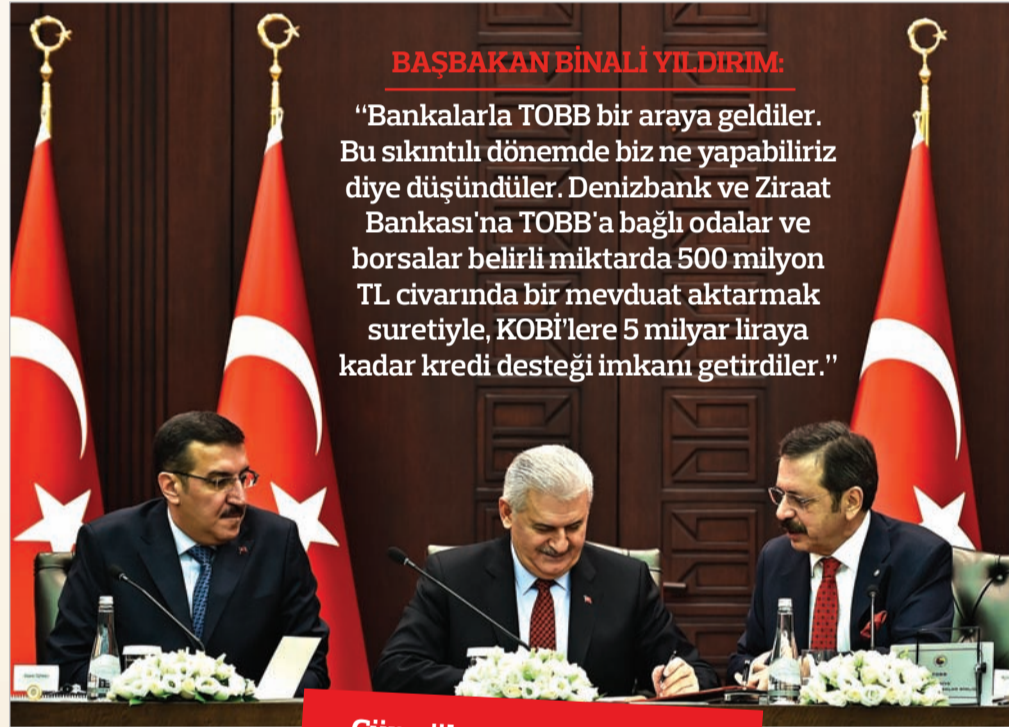 BAŞBAKAN BİNALİ YILDIRIM:
“Bankalarla TOBB bir araya geldiler.
Bu sıkıntılı dönemde biz ne yapabiliriz
diye düşündüler. Denizbank ve Ziraat
Bankası'na TOBB'a bağlı odalar ve
borsalar belirli miktarda 500 milyon
TL civarında bir mevduat aktarmak
suretiyle, KOBİ’lere 5 milyar liraya
kadar kredi desteği imkanı getirdiler.”
TOBB